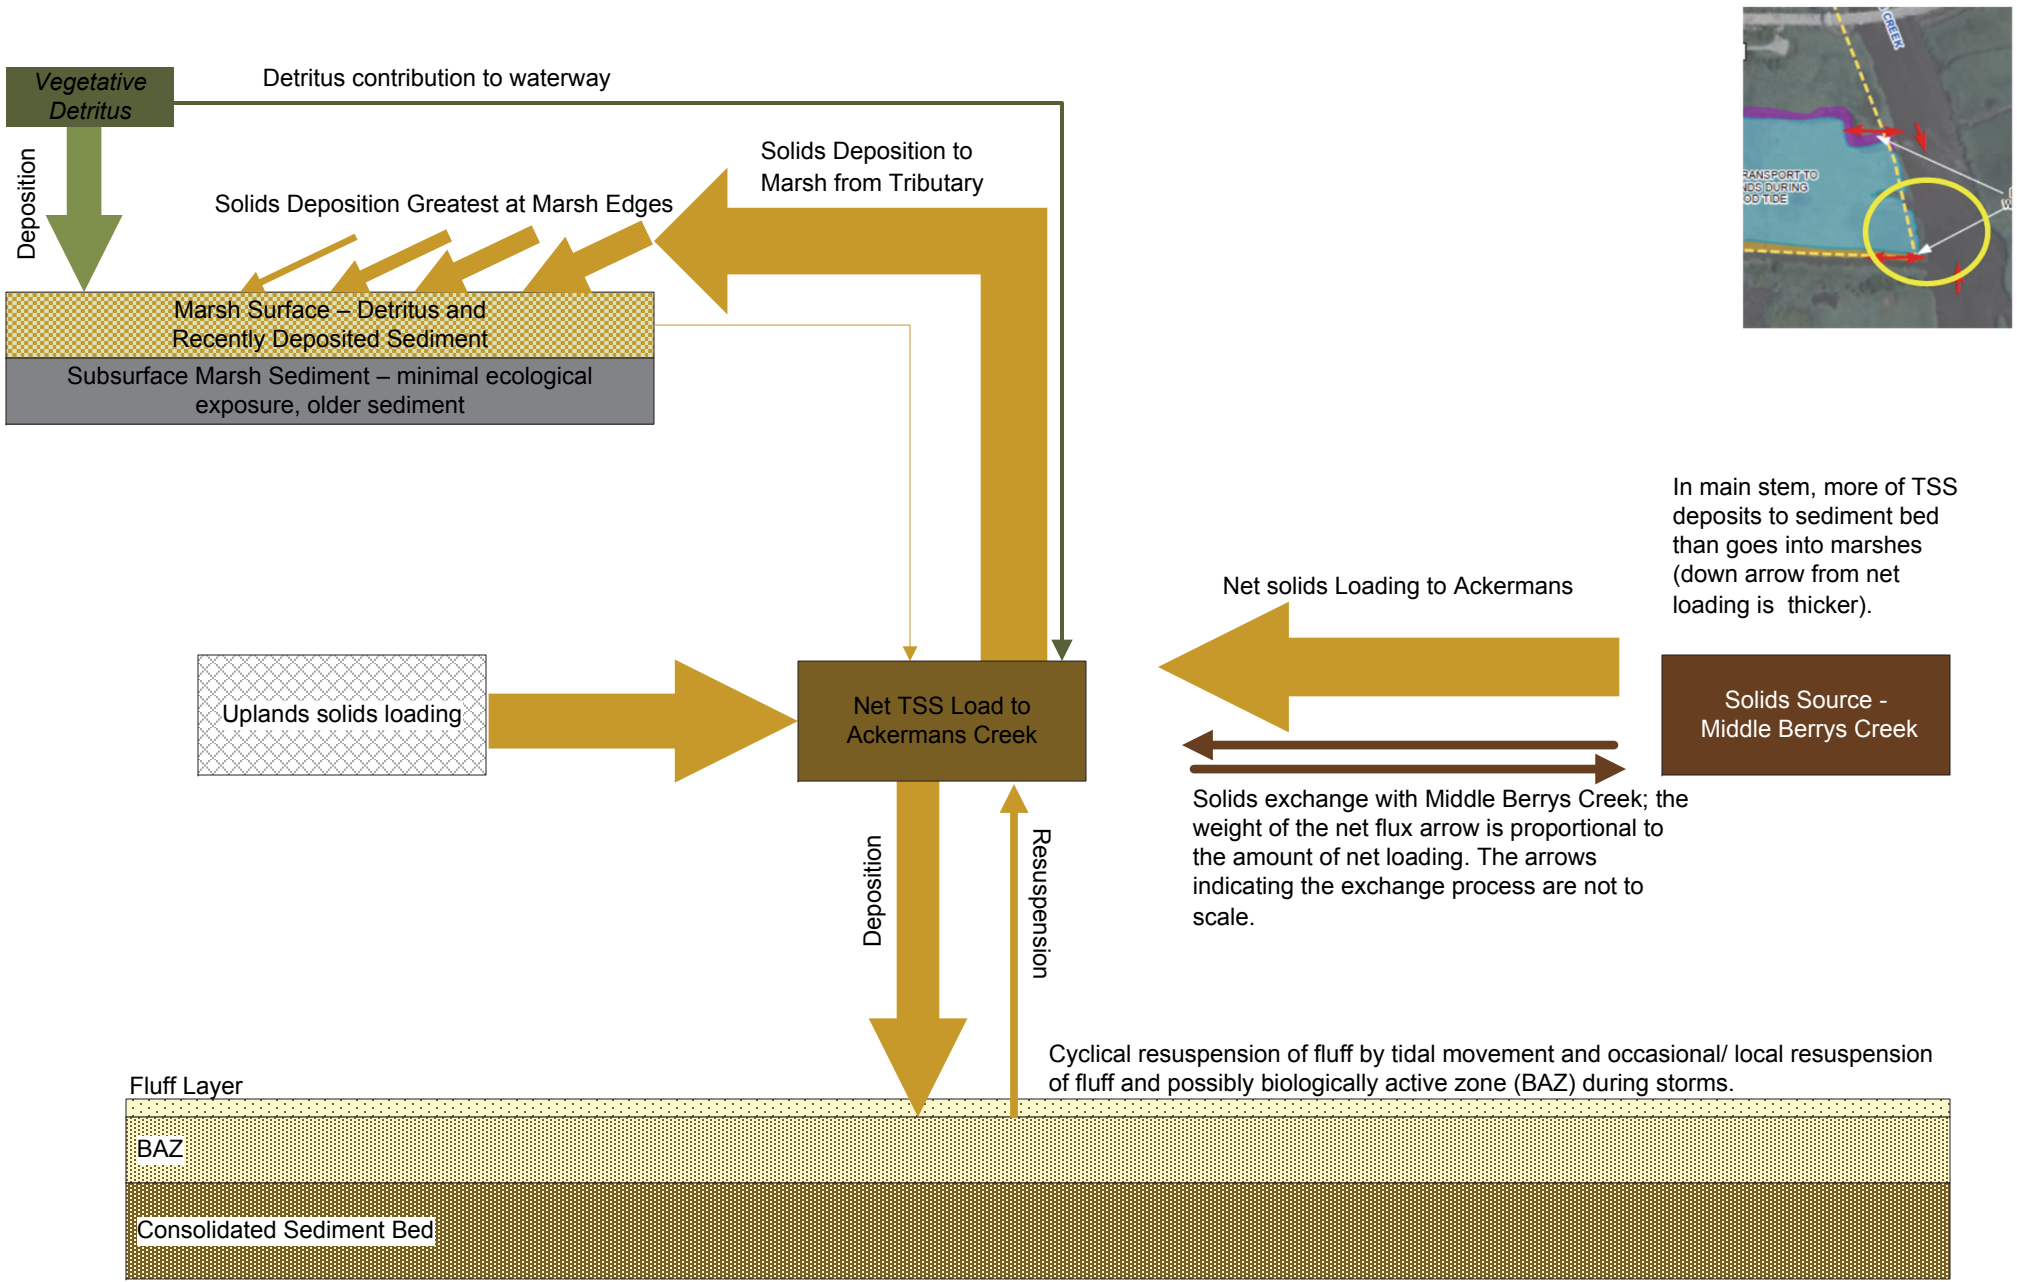 Vegetative
Detritus
Detritus contribution to waterway
Deposition
Solids Deposition to
Marsh from Tributary
Solids Deposition Greatest at Marsh Edges
Marsh Surface – Detritus and
Recently Deposited Sediment
Subsurface Marsh Sediment – minimal ecological
exposure, older sediment
CREEK
RANSPORT TO
NDS DURING
OD TIDE
In main stem, more of TSS
deposits to sediment bed
than goes into marshes
(down arrow from net
loading is thicker).
Net solids Loading to Ackermans
Uplands solids loading
Net TSS Load to
Ackermans Creek
Solids Source -
Middle Berrys Creek
Solids exchange with Middle Berrys Creek; the
weight of the net flux arrow is proportional to
the amount of net loading. The arrows
indicating the exchange process are not to
scale.
Deposition
Resuspension
Cyclical resuspension of fluff by tidal movement and occasional/ local resuspension
of fluff and possibly biologically active zone (BAZ) during storms.
Fluff Layer
BAZ
Consolidated Sediment Bed